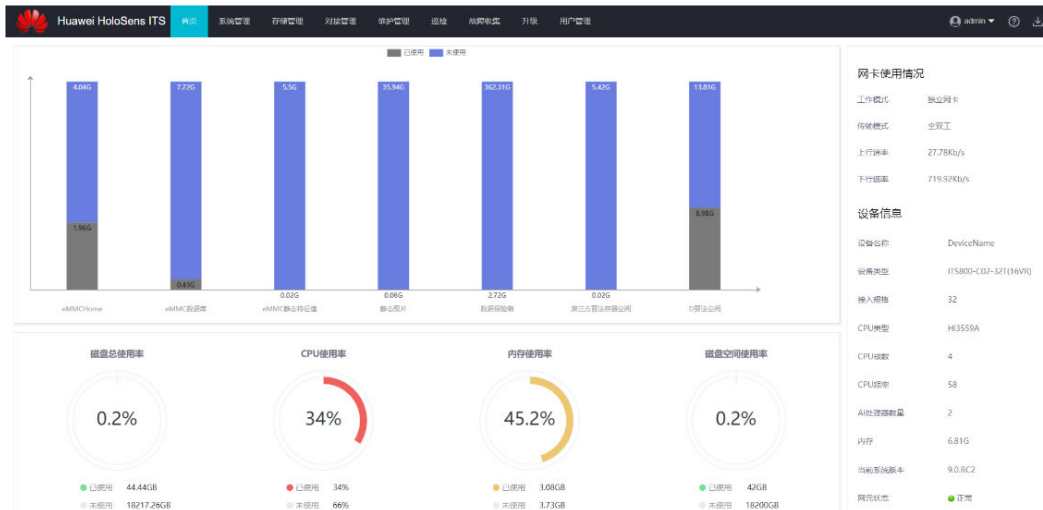 Huawei HoloSens ITS 首页 系统管理 存储管理 对接管理 维护管理 巡检 故障收集 升级 用户管理 admin
已使用 未使用
4.04G 7.72G 5.5G 35.94G 362.31G 5.42G 13.81G
1.96G 0.43G 8.98G
0.02G 0.06G 2.72G 0.02G
eMMCHome eMMC数据库 eMMC静态特征值 静态图片 数据保险箱 第三方算法容器空间 D算法空间
磁盘总使用率 CPU使用率 内存使用率 磁盘空间使用率
0.2% 34% 45.2% 0.2%
已使用 44.44GB 已使用 34% 已使用 3.08GB 已使用 42GB
未使用 18217.26GB 未使用 66% 未使用 3.73GB 未使用 18200GB
网卡使用情况
工作模式 独立网卡
传输模式 全双工
上行速率 27.78Kb/s
下行速率 719.92Kb/s
设备信息
设备名称 DeviceName
设备类型 ITS800-C02-32T(16VR)
接入规格 32
CPU类型 HI3559A
CPU核数 4
CPU频率 58
AI处理器数量 2
内存 6.81G
当前系统版本 9.0.RC2
网元状态 正常